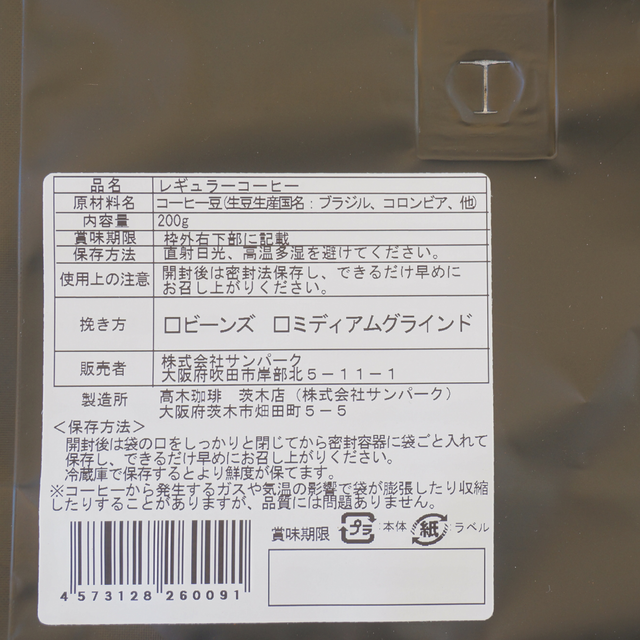 品名 レギュラーコーヒー
原材料名 コーヒー豆(生豆生産国名：ブラジル、コロンビア、他)
内容量 200g
賞味期限 枠外右下部に記載
保存方法 直射日光、高温多湿を避けてください。
使用上の注意 開封後は密封法保存し、できるだけ早めに
お召し上がりください。
挽き方 □ビーンズ □ミディアムグラインド
販売者 株式会社サンパーク
大阪府吹田市岸部北5－11－1
製造所 髙木珈琲 茨木店（株式会社サンパーク）
大阪府茨木市畑田町5－5
＜保存方法＞
開封後は袋の口をしっかりと閉じてから密封容器に袋ごと入れて
保存し、できるだけ早めにお召し上がりください。
冷蔵庫で保存するとより鮮度が保てます。
※コーヒーから発生するガスや気温の影響で袋が膨張したり収縮
したりすることがありますが、品質には問題ありません。
賞味期限 プラ：本体 紙：ラベル
4 573128 260091